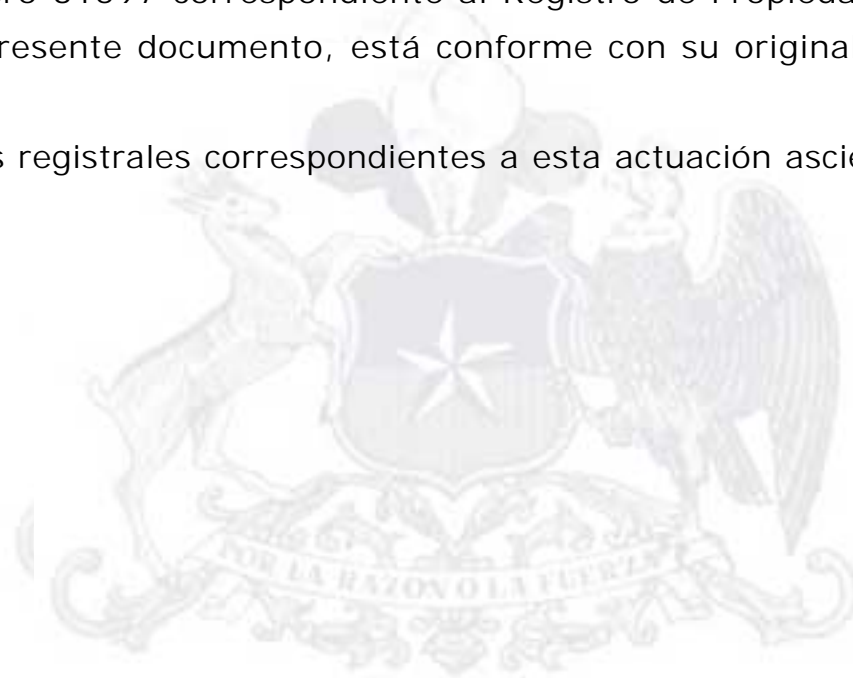 correspondiente al Registro de Propieda
resente documento, está conforme con su origina
s registrales correspondientes a esta actuación ascie
POR LA RAZON O LA FUERZA